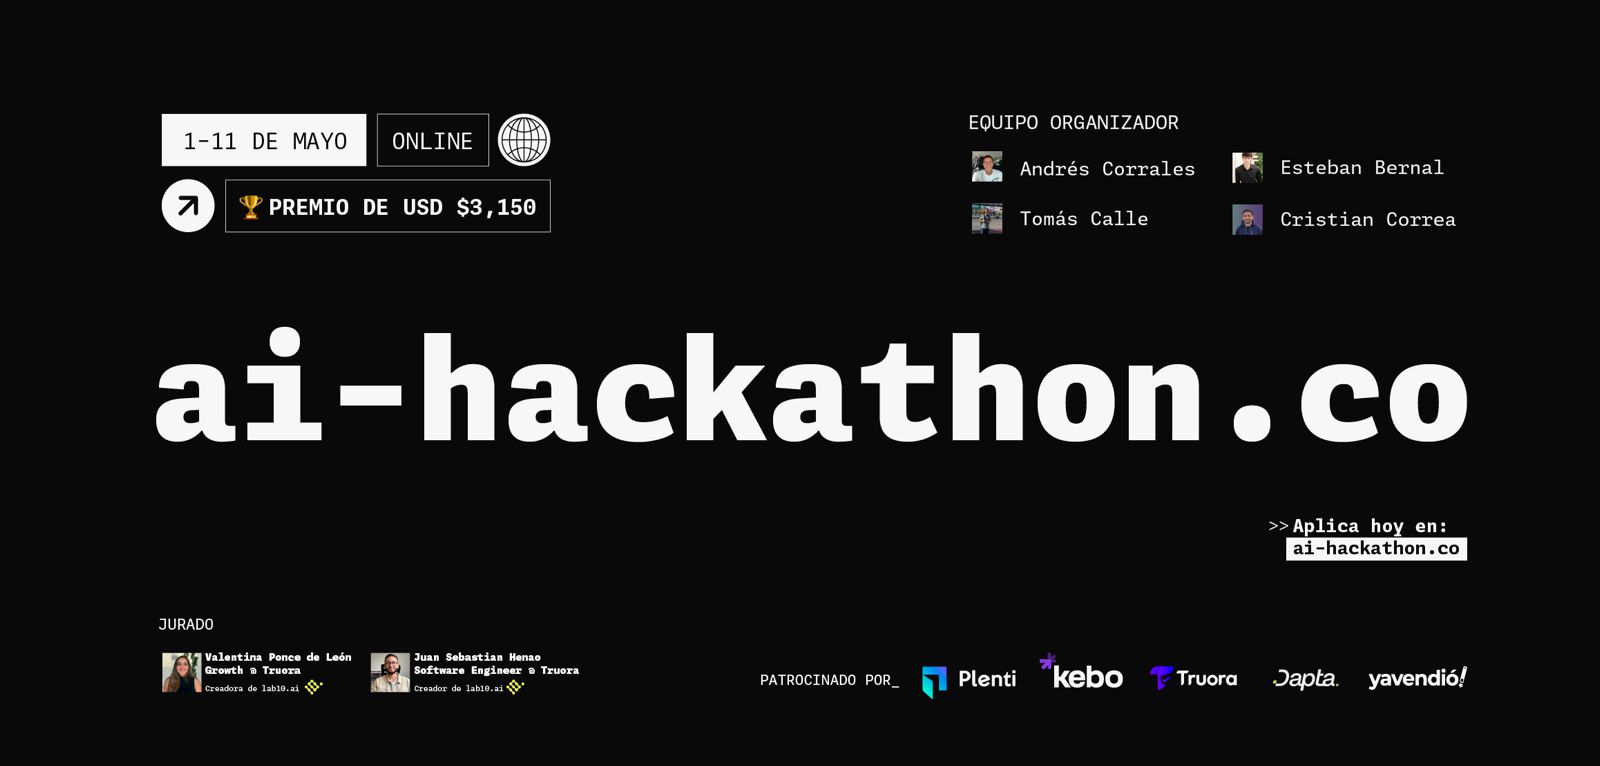 1-11 DE MAYO
ONLINE
PREMIO DE USD $3,150
EQUIPO ORGANIZADOR
Andrés Corrales
Esteban Bernal
Tomás Calle
Cristian Correa
ai-hackathon.co
>> Aplica hoy en:
ai-hackathon.co
JURADO
Valentina Ponce de León
Growth @ Truora
Creadora de lab10.ai
Juan Sebastian Henao
Software Engineer @ Truora
Creador de lab10.ai
PATROCINADO POR_
Plenti
kebo
Truora
Dapta.
yavendió!